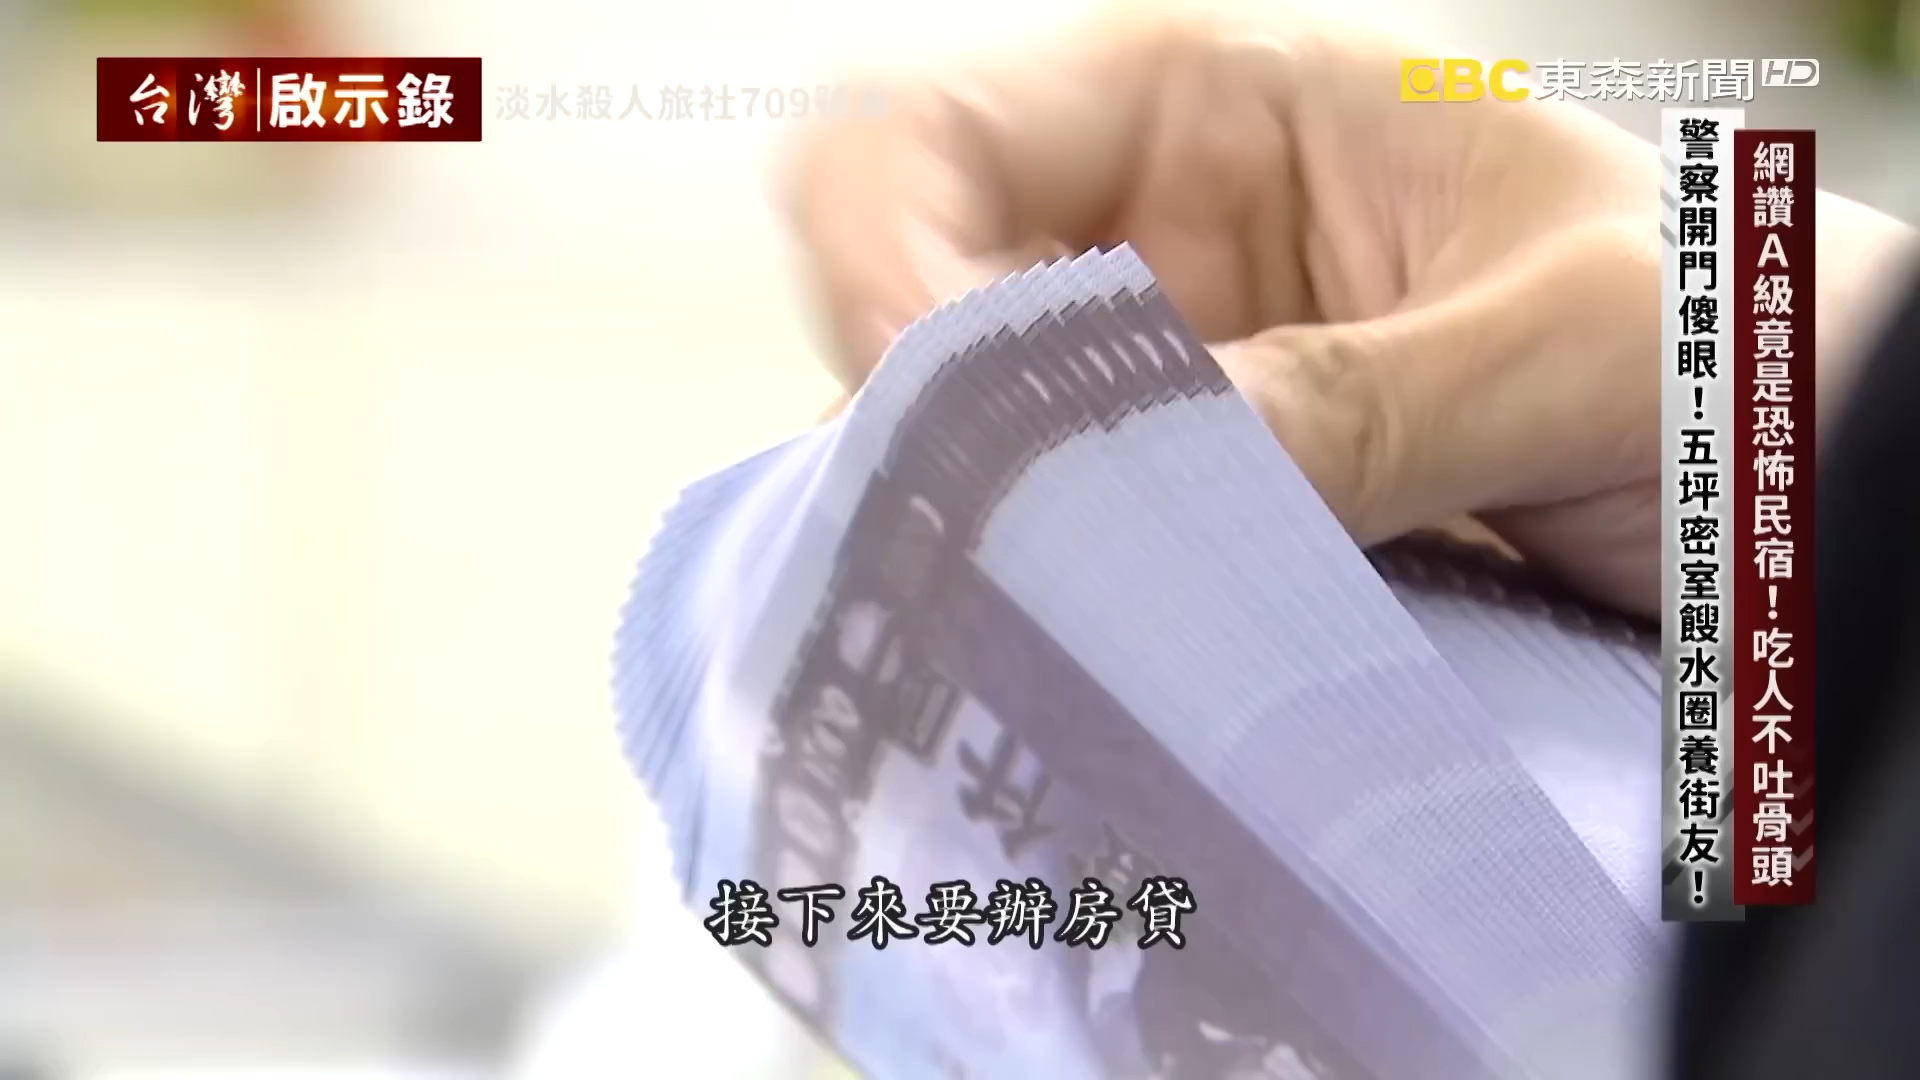 台灣啟示錄
淡水殺人旅社709號房
EBC東森新聞HD
網讚A級竟是恐怖民宿！吃人不吐骨頭
警察開門傻眼！五坪密室餿水圈養街友！
接下來要辦房貸